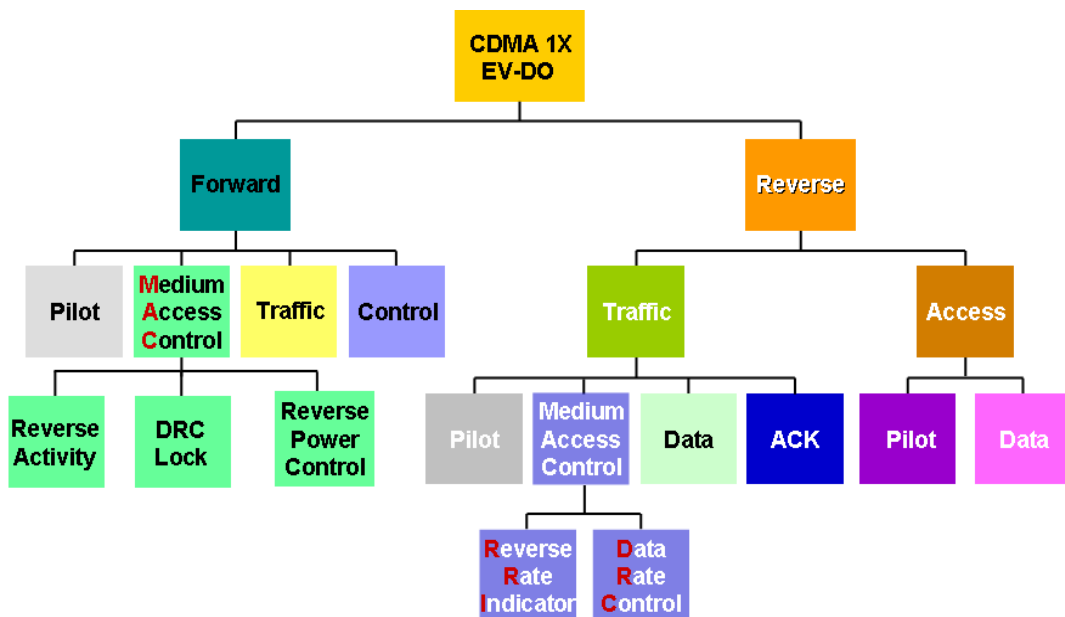 CDMA 1X
EV-DO
Forward
Reverse
Pilot
Medium
Access
Control
Traffic
Control
Traffic
Access
Reverse
Activity
DRC
Lock
Reverse
Power
Control
Pilot
Medium
Access
Control
Data
ACK
Pilot
Data
Reverse
Rate
Indicator
Data
Rate
Control